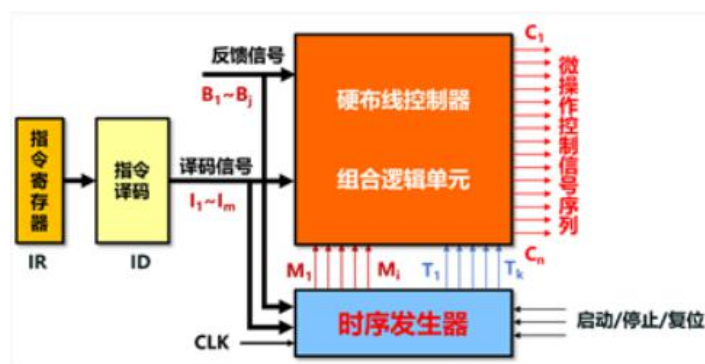 反馈信号
B₁~Bⱼ
硬布线控制器
组合逻辑单元
C₁
微操作控制信号序列
Cₙ
指令寄存器
IR
指令译码
ID
译码信号
I₁~Iₘ
M₁
Mᵢ
T₁
Tₖ
时序发生器
CLK
启动/停止/复位